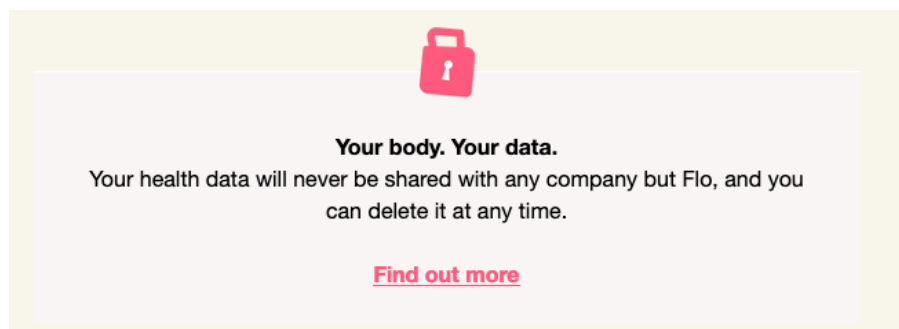 Your body. Your data.
Your health data will never be shared with any company but Flo, and you
can delete it at any time.
Find out more